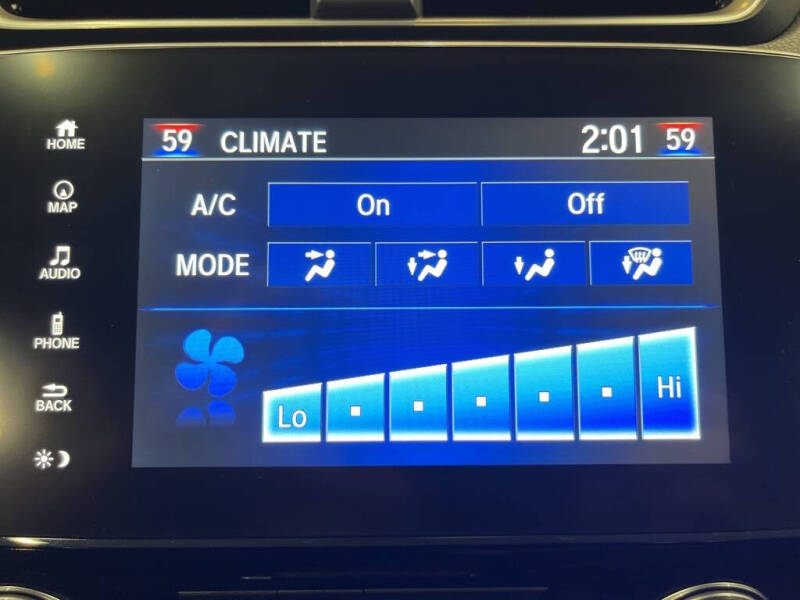 59 CLIMATE 2:01 59
HOME
MAP
A/C On Off
AUDIO
MODE
PHONE
BACK
Lo Hi